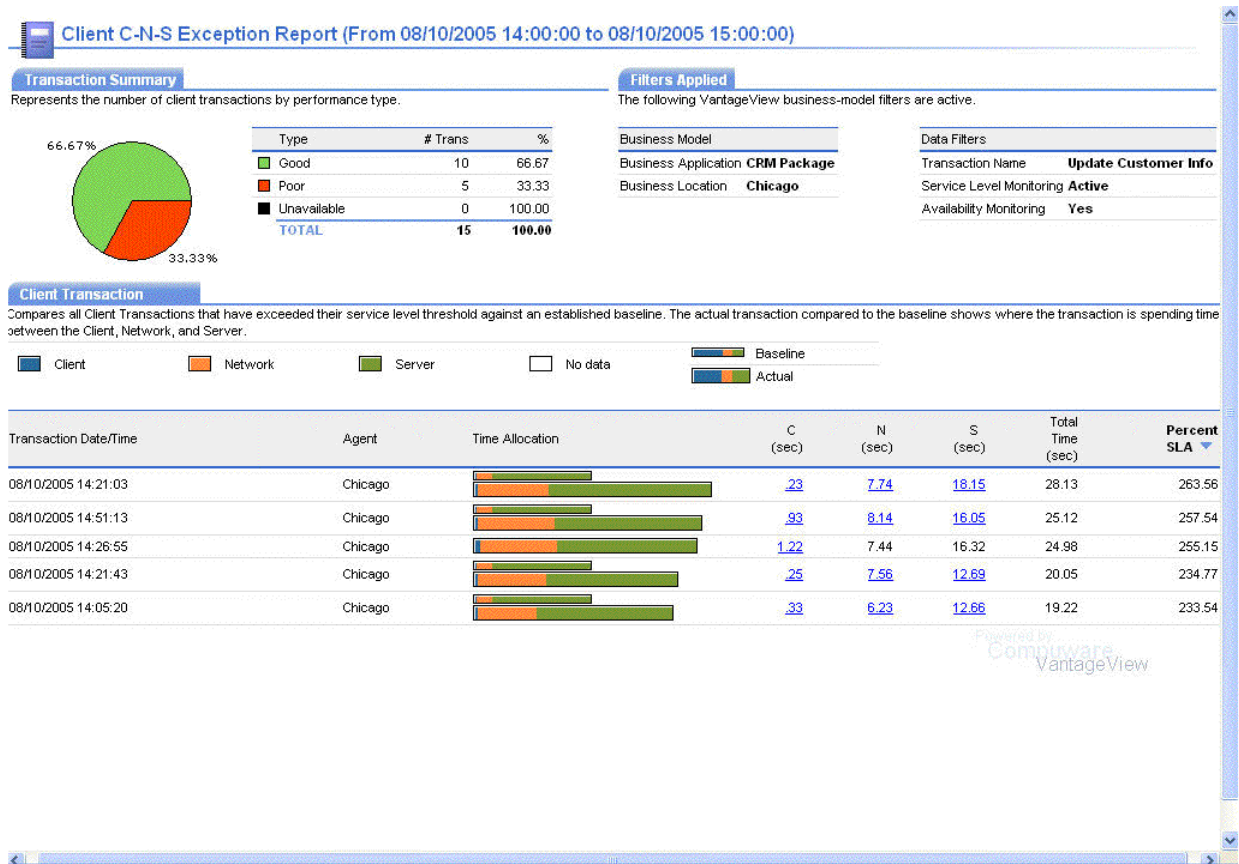 Client C-N-S Exception Report (From 08/10/2005 14:00:00 to 08/10/2005 15:00:00)
Transaction Summary
Represents the number of client transactions by performance type.
66.67%
33.33%
Type # Trans %
Good 10 66.67
Poor 5 33.33
Unavailable 0 100.00
TOTAL 15 100.00
Filters Applied
The following VantageView business-model filters are active.
Business Model
Business Application CRM Package
Business Location Chicago
Data Filters
Transaction Name Update Customer Info
Service Level Monitoring Active
Availability Monitoring Yes
Client Transaction
Compares all Client Transactions that have exceeded their service level threshold against an established baseline. The actual transaction compared to the baseline shows where the transaction is spending time
between the Client, Network, and Server.
Client Network Server No data Baseline
Actual
Transaction Date/Time Agent Time Allocation C (sec) N (sec) S (sec) Total Time (sec) Percent SLA
08/10/2005 14:21:03 Chicago .23 7.74 18.15 28.13 263.56
08/10/2005 14:51:13 Chicago .93 8.14 16.05 25.12 257.54
08/10/2005 14:26:55 Chicago 1.22 7.44 16.32 24.98 255.15
08/10/2005 14:21:43 Chicago .25 7.56 12.69 20.05 234.77
08/10/2005 14:05:20 Chicago .33 6.23 12.66 19.22 233.54
Powered by
Compuware
VantageView